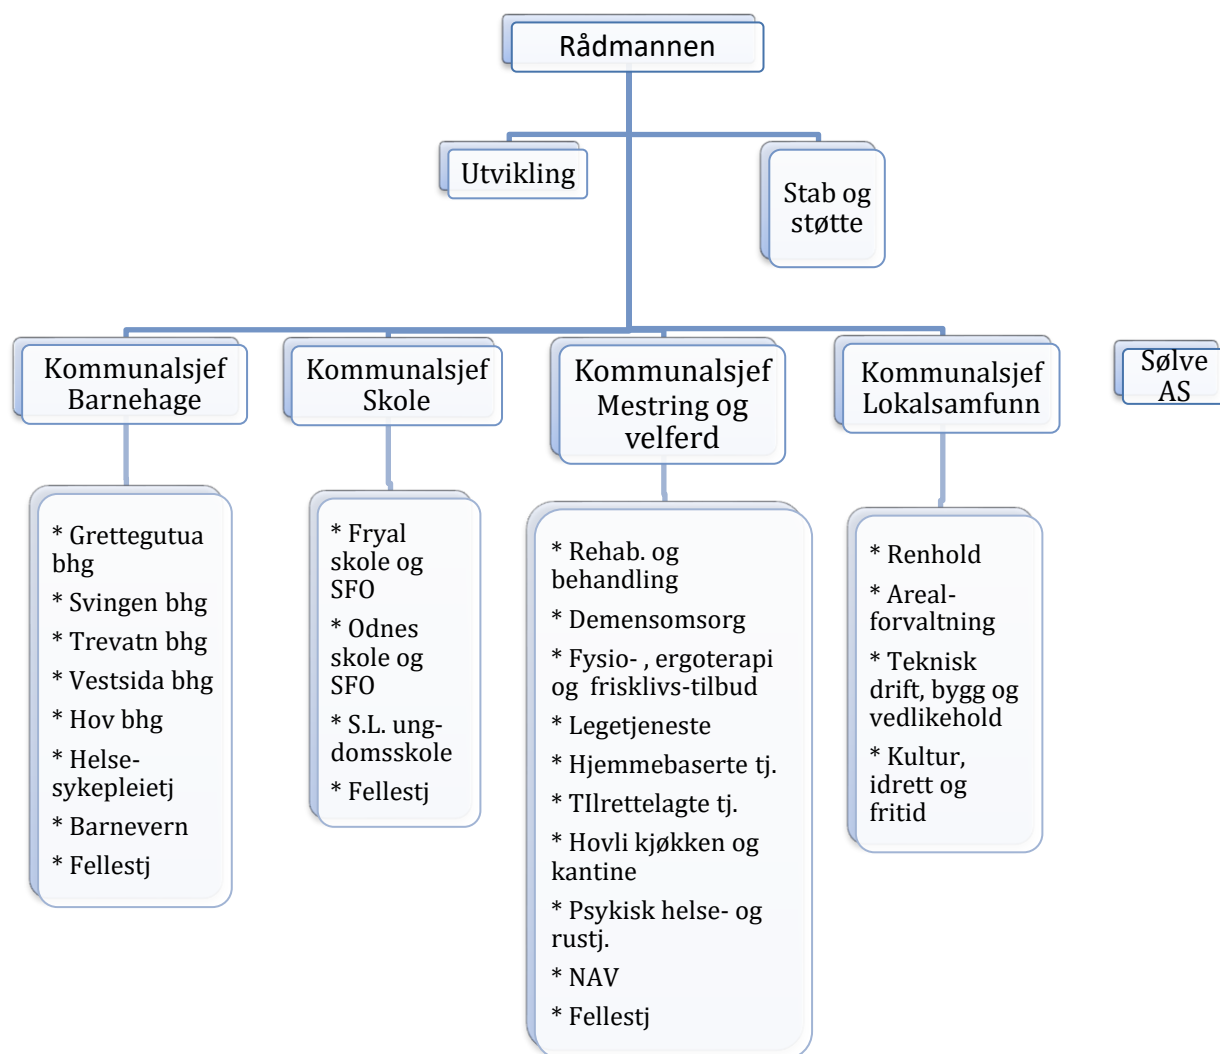 Rådmannen
Utvikling
Stab og
støtte
Kommunalsjef
Barnehage
Kommunalsjef
Skole
Kommunalsjef
Mestring og
velferd
Kommunalsjef
Lokalsamfunn
Sølve
AS
* Grettegutua
bhg
* Svingen bhg
* Trevatn bhg
* Vestsida bhg
* Hov bhg
* Helse-
sykepleietj
* Barnevern
* Fellestj
* Fryal
skole og
SFO
* Odnes
skole og
SFO
* S.L. ung-
domsskole
* Fellestj
* Rehab. og
behandling
* Demensomsorg
* Fysio- , ergoterapi
og frisklivs-tilbud
* Legetjeneste
* Hjemmebaserte tj.
* TIlrettelagte tj.
* Hovli kjøkken og
kantine
* Psykisk helse- og
rustj.
* NAV
* Fellestj
* Renhold
* Areal-
forvaltning
* Teknisk
drift, bygg og
vedlikehold
* Kultur,
idrett og
fritid